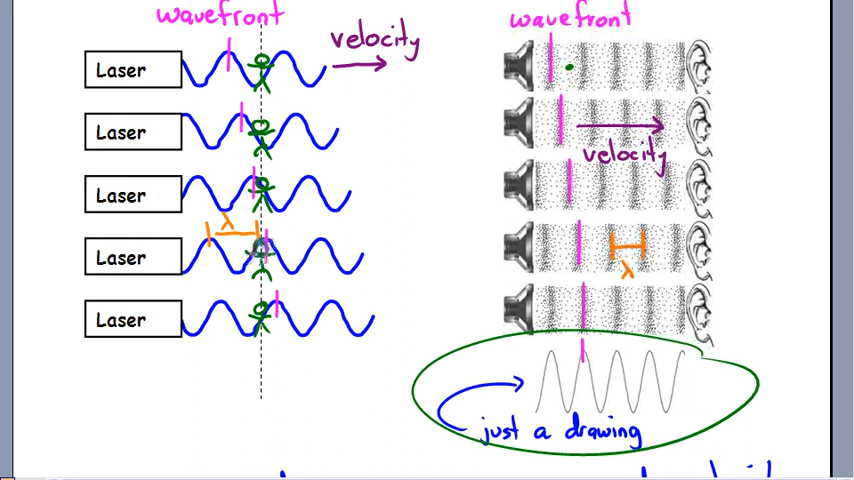 wavefront
velocity
Laser
Laser
Laser
λ
Laser
Laser
wavefront
velocity
λ
just a drawing